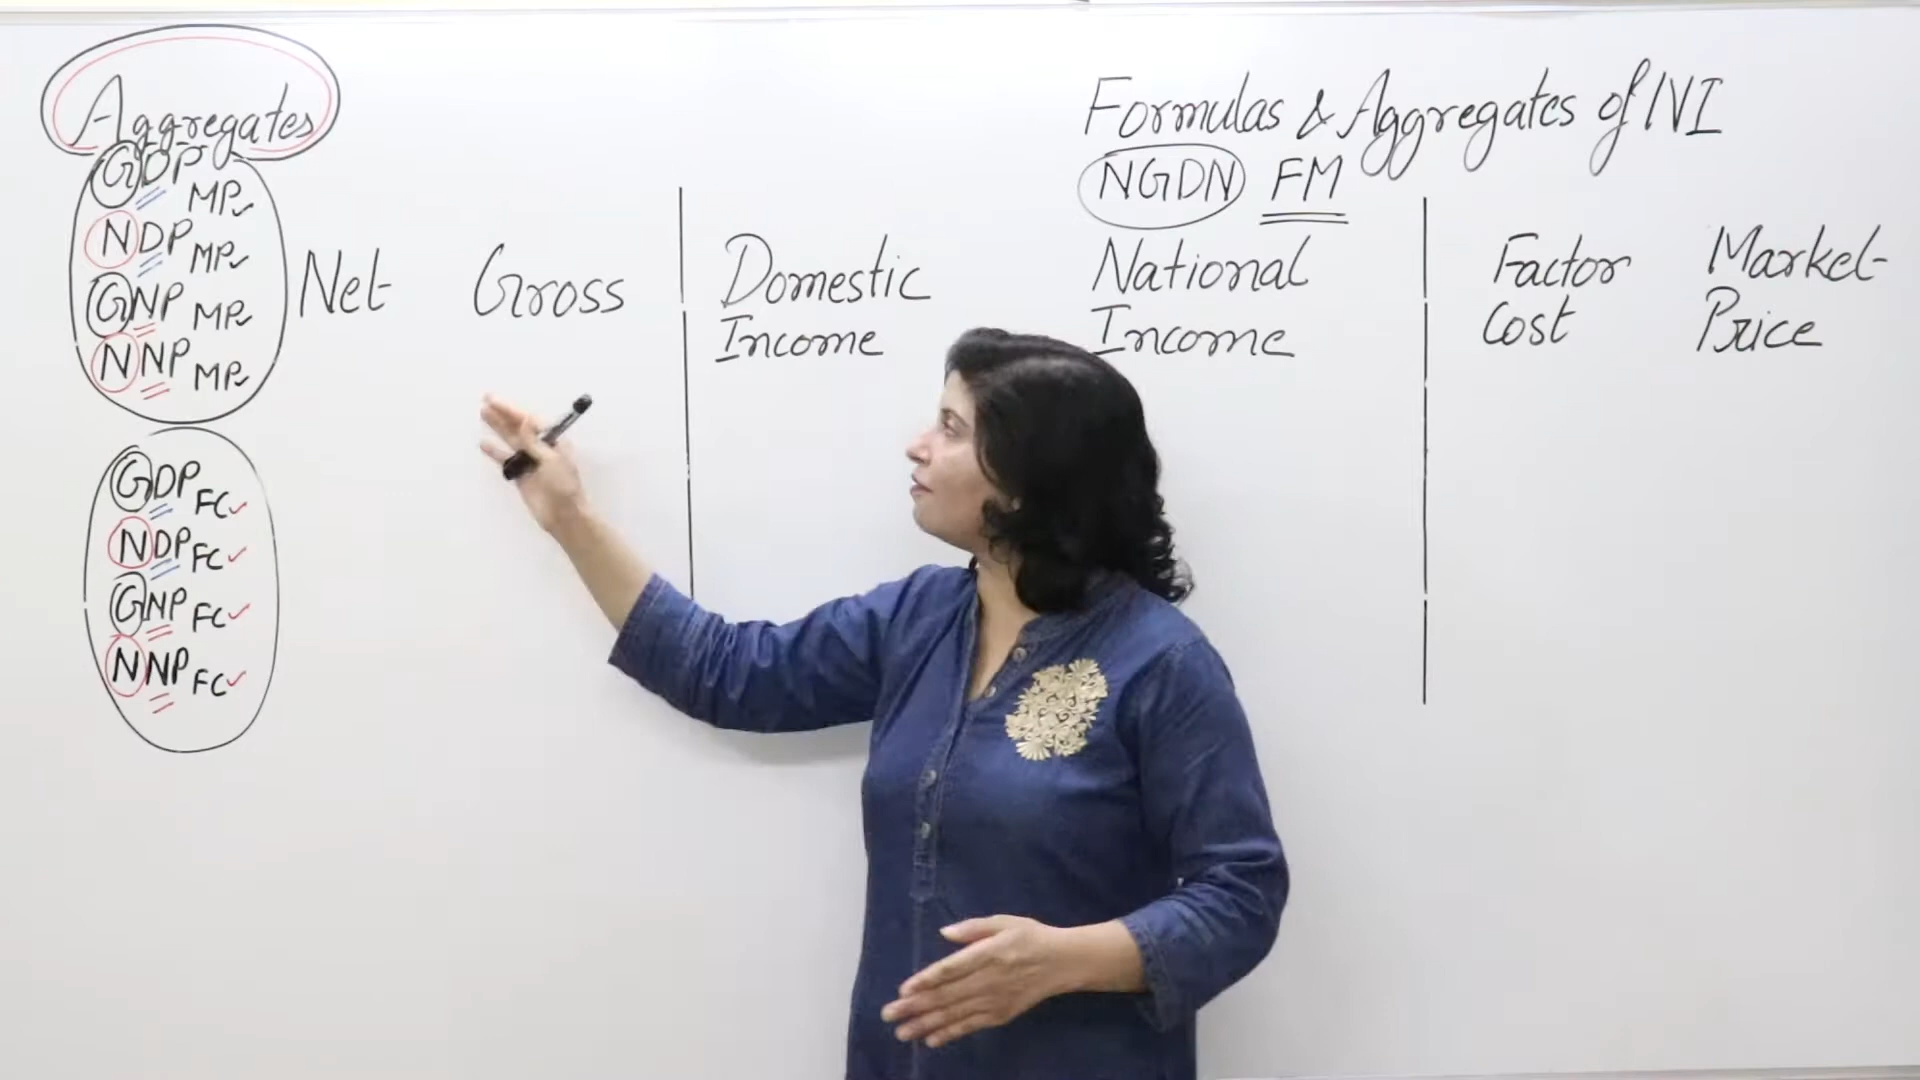 Aggregates
GDP MP
NDP MP
GNP MP
NNP MP
GDP FC
NDP FC
GNP FC
NNP FC
Formulas & Aggregates of NI
NGDN FM
Net Gross
Domestic
Income
National
Income
Factor
Cost
Market
Price